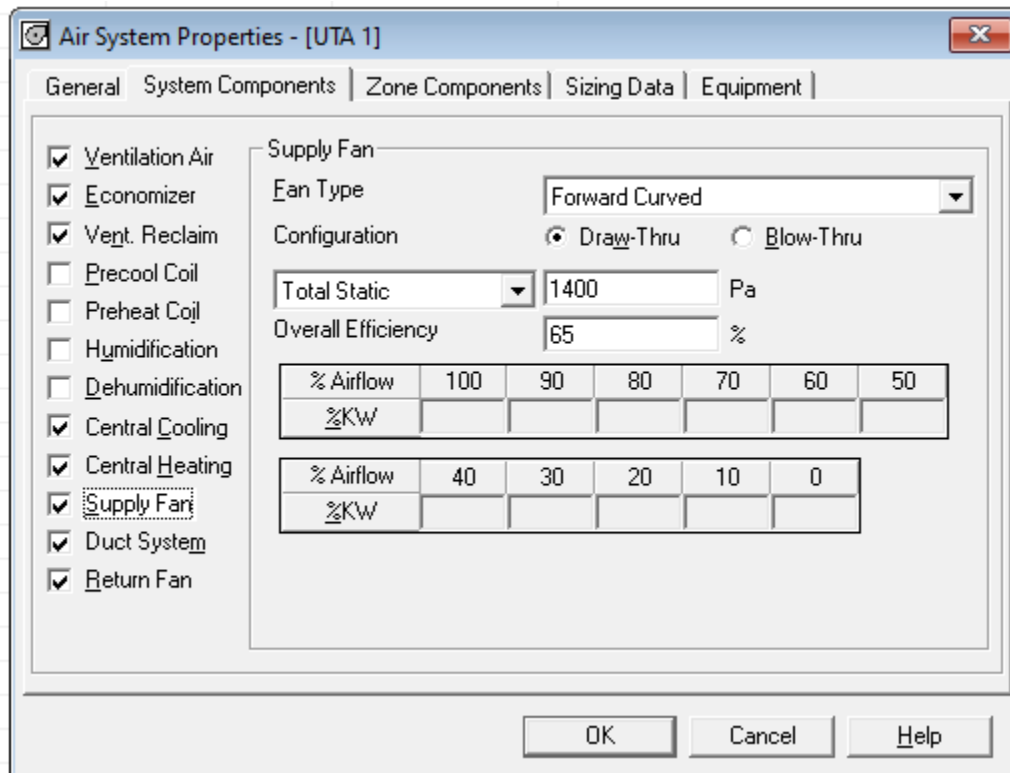 Air System Properties - [UTA 1]
General System Components Zone Components Sizing Data Equipment
Ventilation Air
Economizer
Vent. Reclaim
Precool Coil
Preheat Coil
Humidification
Dehumidification
Central Cooling
Central Heating
Supply Fan
Duct System
Return Fan
Supply Fan
Fan Type Forward Curved
Configuration Draw-Thru Blow-Thru
Total Static 1400 Pa
Overall Efficiency 65 %
% Airflow 100 90 80 70 60 50
%KW
% Airflow 40 30 20 10 0
%KW
OK Cancel Help